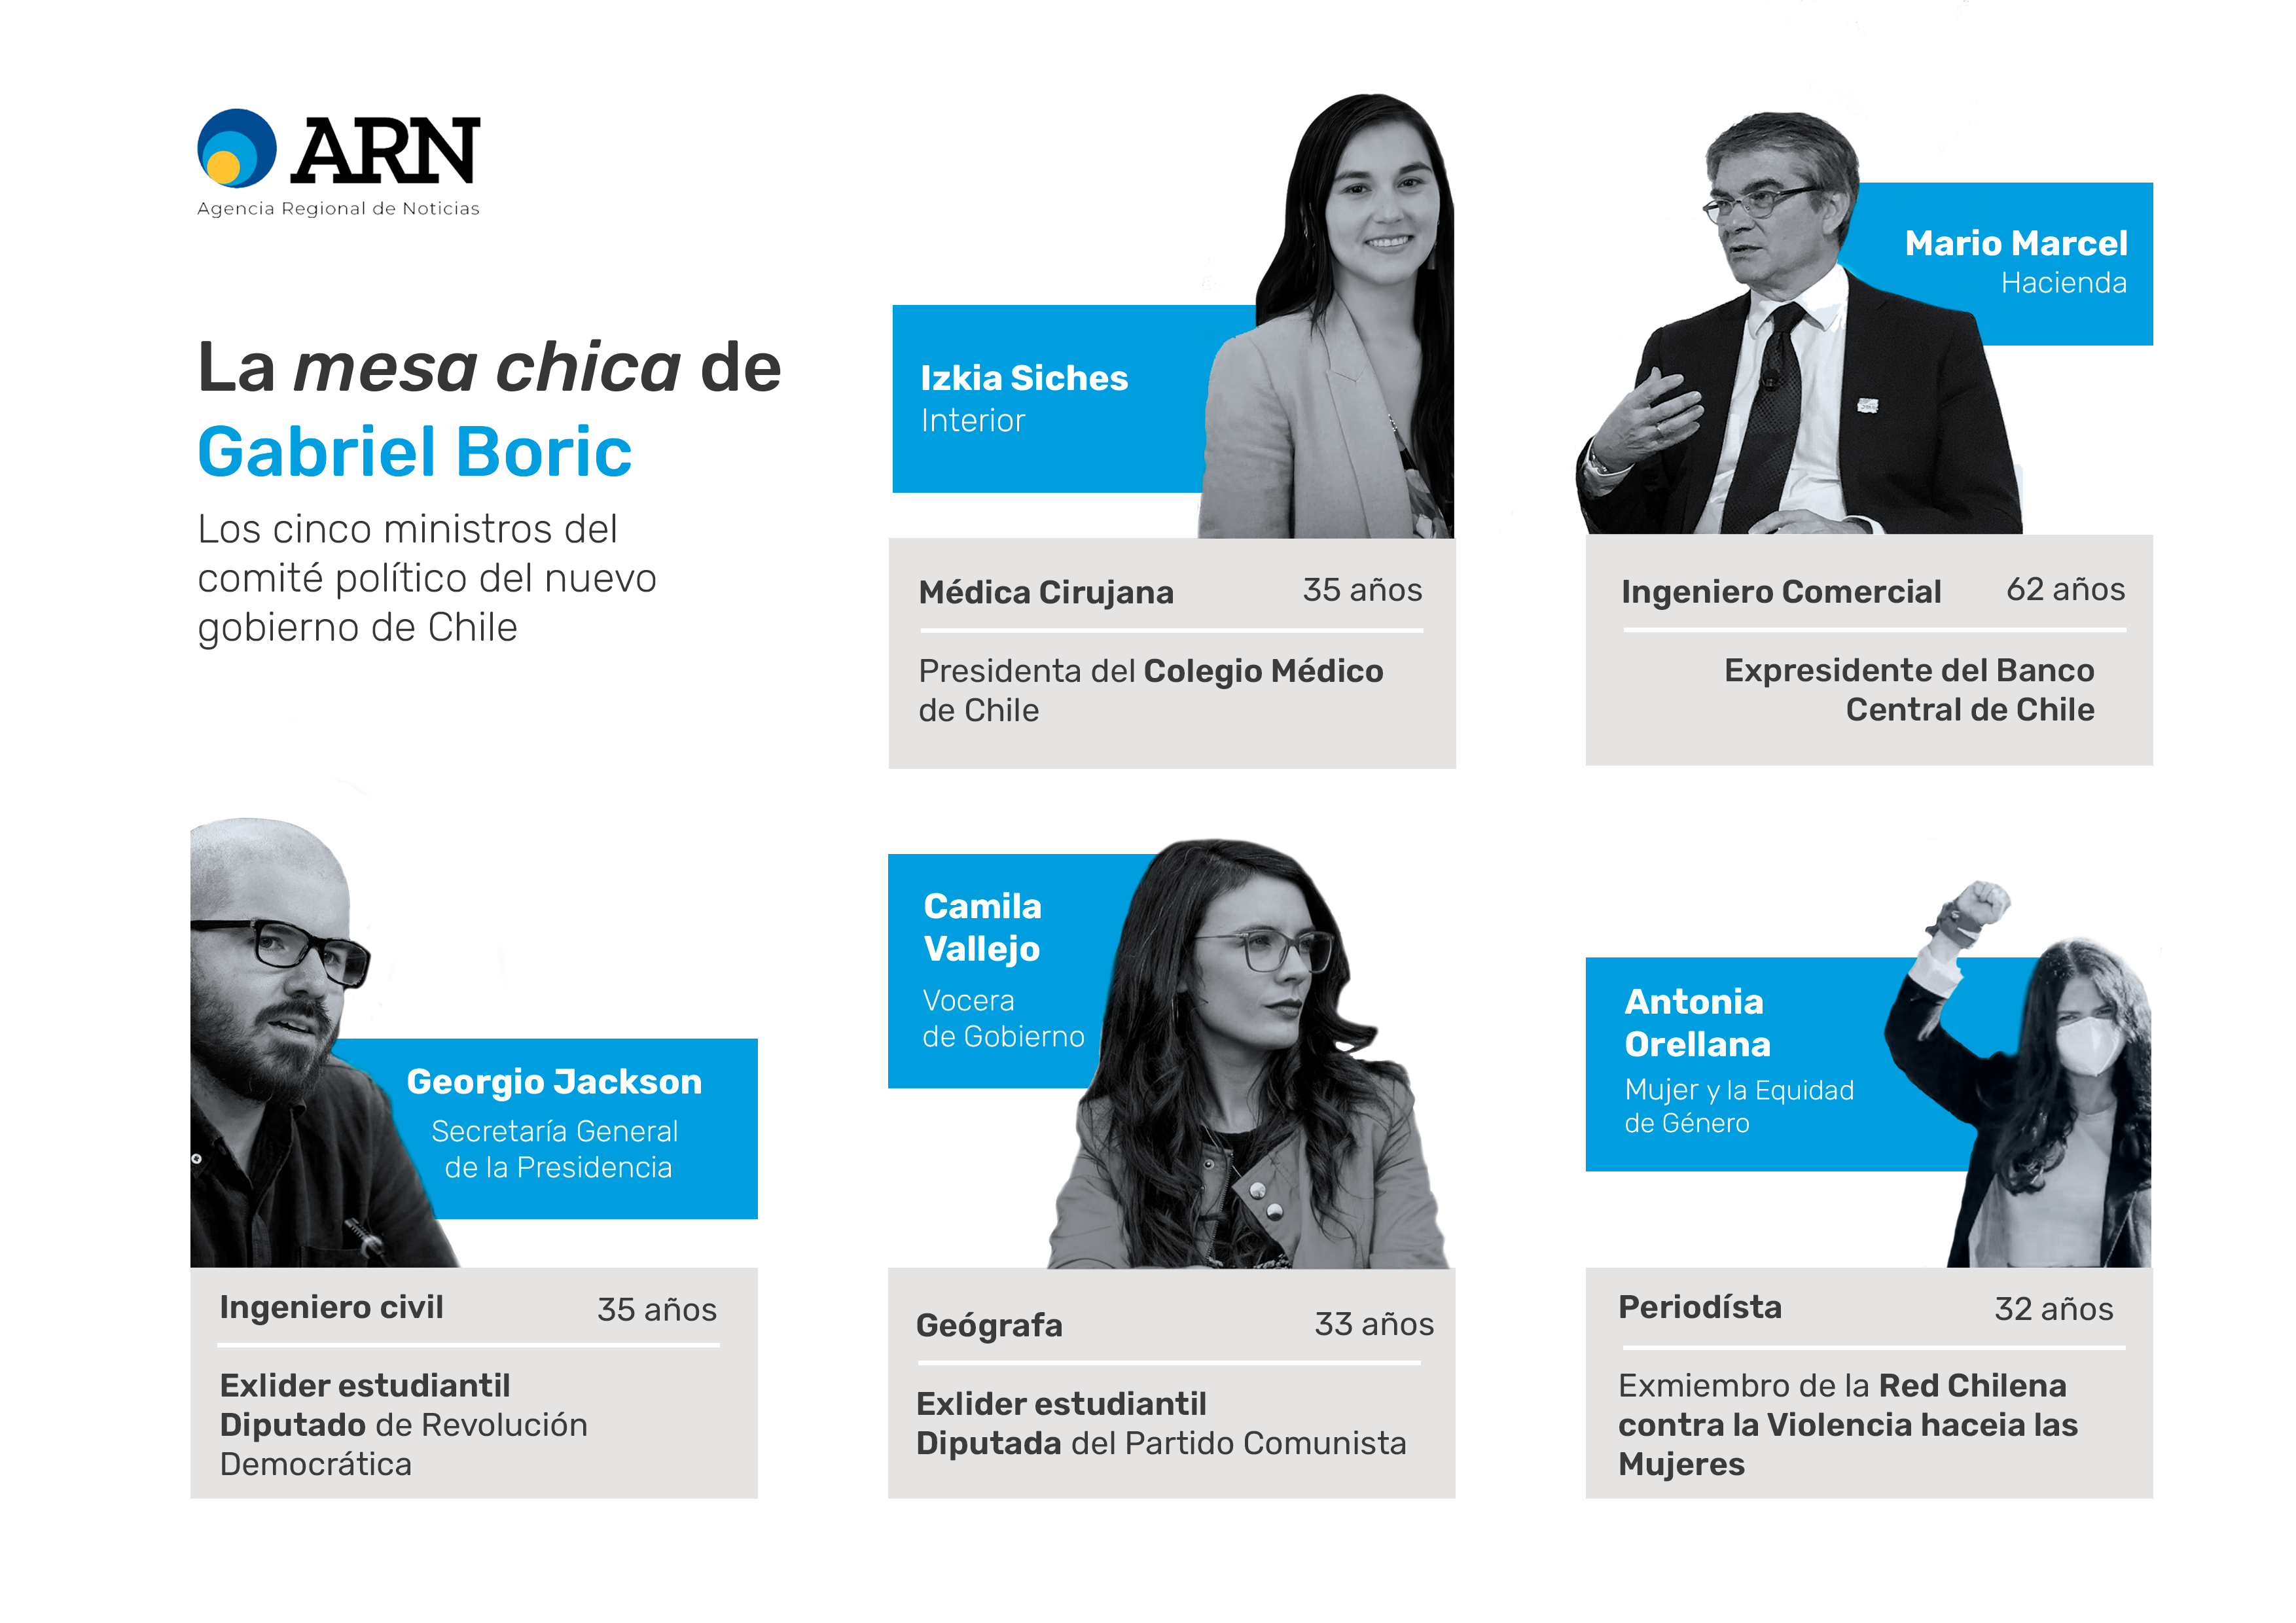 ARN
Agencia Regional de Noticias
La mesa chica de
Gabriel Boric
Los cinco ministros del
comité político del nuevo
gobierno de Chile
Izkia Siches
Interior
Médica Cirujana 35 años
Presidenta del Colegio Médico
de Chile
Mario Marcel
Hacienda
Ingeniero Comercial 62 años
Expresidente del Banco
Central de Chile
Georgio Jackson
Secretaría General
de la Presidencia
Ingeniero civil 35 años
Exlider estudiantil
Diputado de Revolución
Democrática
Camila
Vallejo
Vocera
de Gobierno
Geógrafa 33 años
Exlider estudiantil
Diputada del Partido Comunista
Antonia
Orellana
Mujer y la Equidad
de Género
Periodísta 32 años
Exmiembro de la Red Chilena
contra la Violencia haceia las
Mujeres